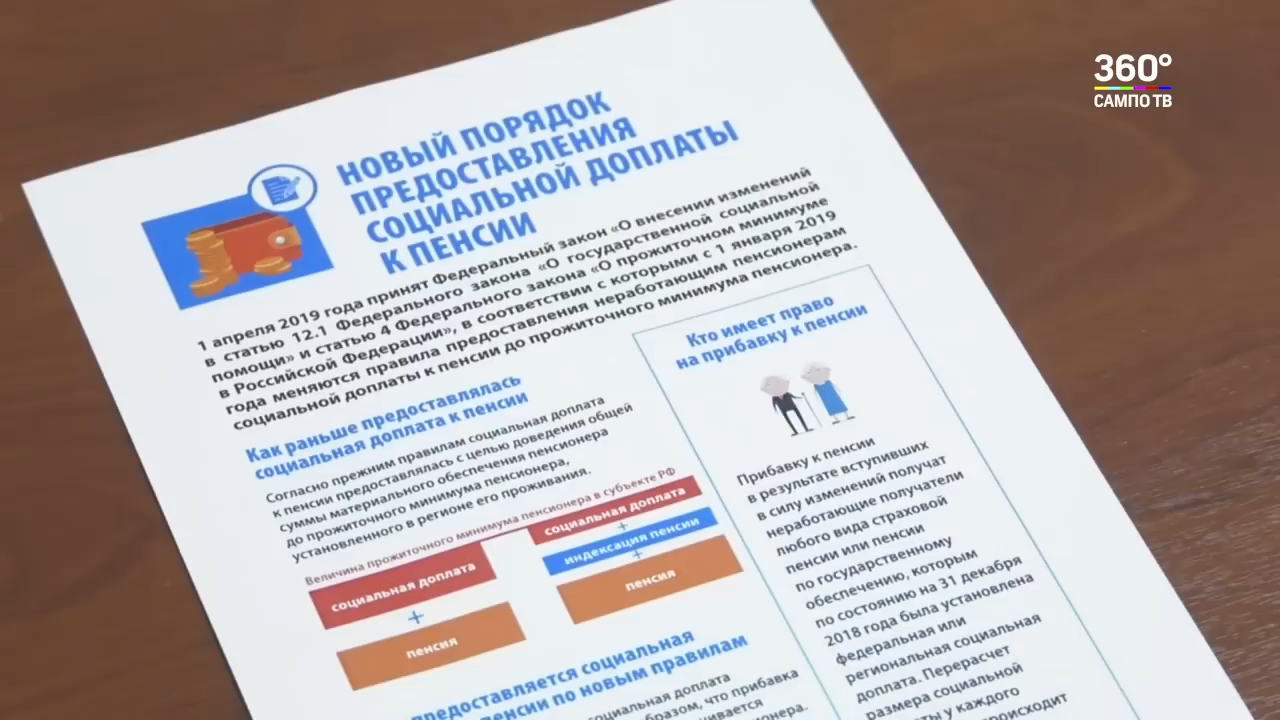 360°
САМПО ТВ
НОВЫЙ ПОРЯДОК
ПРЕДОСТАВЛЕНИЯ
СОЦИАЛЬНОЙ ДОПЛАТЫ
К ПЕНСИИ
1 апреля 2019 года принят Федеральный закон «О внесении изменений
в статью 12.1 Федерального закона «О государственной социальной
помощи» и статью 4 Федерального закона «О прожиточном минимуме
в Российской Федерации», в соответствии с которыми с 1 января 2019
года меняются правила предоставления неработающим пенсионерам
социальной доплаты к пенсии до прожиточного минимума пенсионера.
Как раньше предоставлялась
социальная доплата к пенсии
Согласно прежним правилам социальная доплата
к пенсии предоставлялась с целью доведения общей
суммы материального обеспечения пенсионера
до прожиточного минимума пенсионера,
установленного в регионе его проживания.
Величина прожиточного минимума пенсионера в субъекте РФ
социальная доплата
+
пенсия
социальная доплата
+
индексация пенсии
+
пенсия
предоставляется социальная
пенсии по новым правилам
социальная доплата
образом, что прибавка
Кто имеет право
на прибавку к пенсии
Прибавку к пенсии
в результате вступивших
в силу изменений получат
неработающие получатели
любого вида страховой
пенсии или пенсии
по государственному
обеспечению, которым
по состоянию на 31 декабря
2018 года была установлена
федеральная или
региональная социальная
доплата. Перерасчет
размера социальной
у каждого